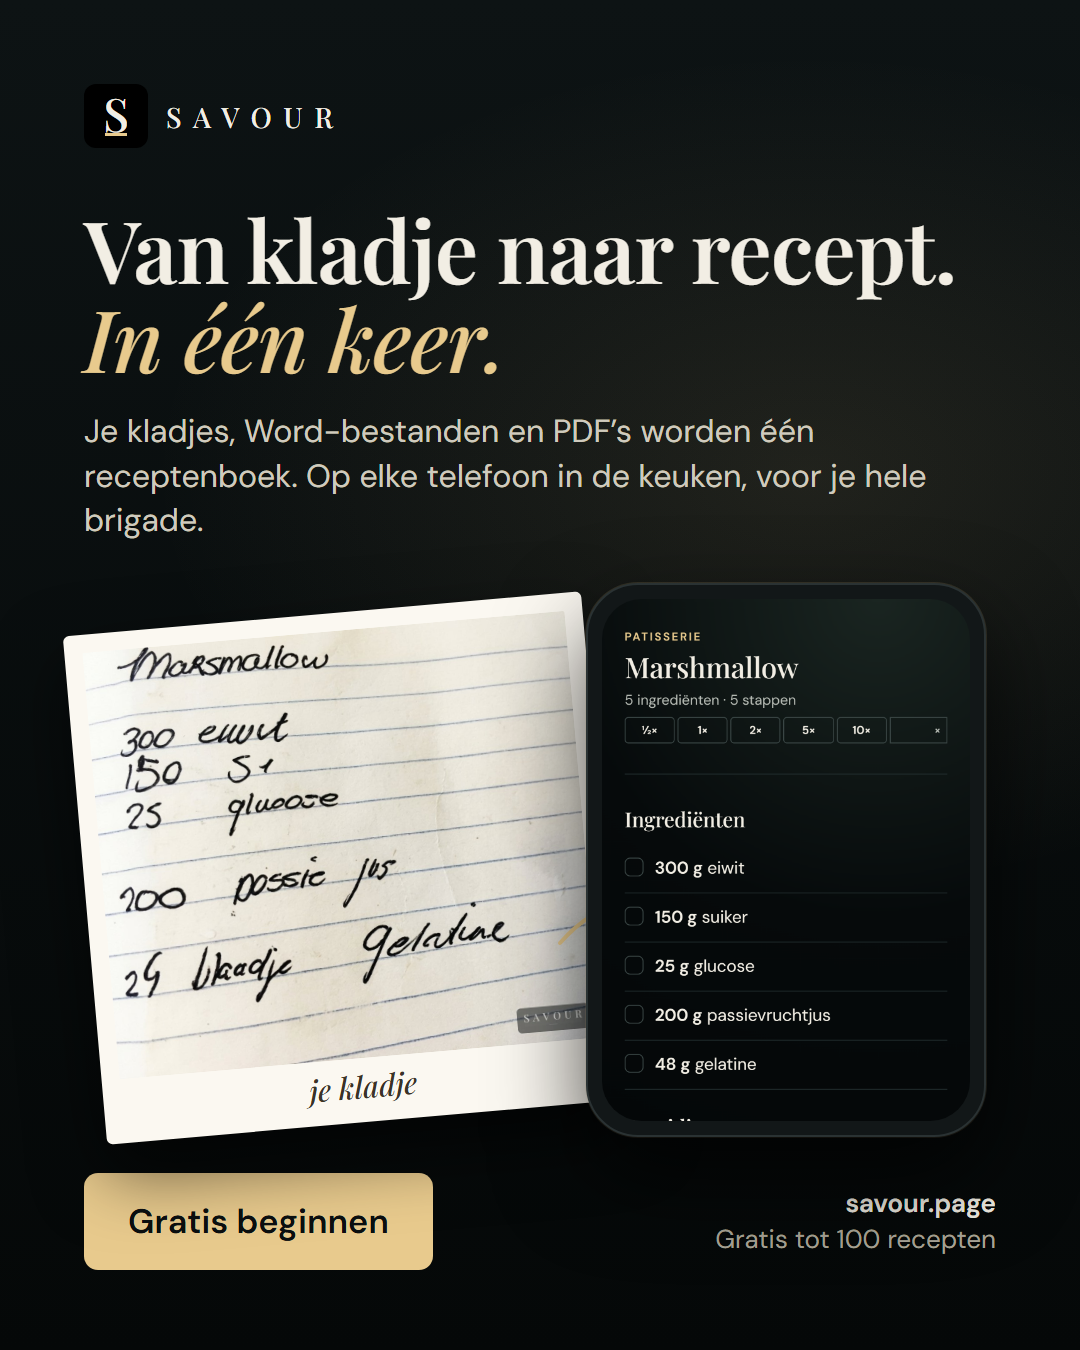 S SAVOUR
Van kladje naar recept.
In één keer.
Je kladjes, Word-bestanden en PDF’s worden één
receptenboek. Op elke telefoon in de keuken, voor je hele
brigade.
Marsmallow
300 eiwit
150 S1
25 glucose
200 passie jus
24 blaadje gelatine
SAVOUR
je kladje
PATISSERIE
Marshmallow
5 ingrediënten · 5 stappen
½× 1× 2× 5× 10× ×
Ingrediënten
300 g eiwit
150 g suiker
25 g glucose
200 g passievruchtjus
48 g gelatine
Gratis beginnen
savour.page
Gratis tot 100 recepten